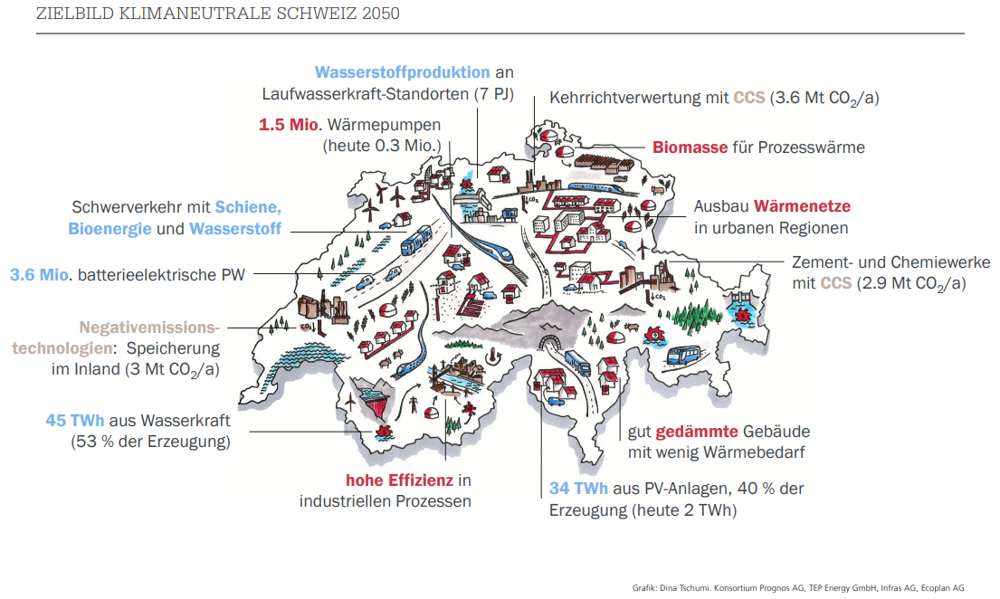 ZIELBILD KLIMANEUTRALE SCHWEIZ 2050
Wasserstoffproduktion an
Laufwasserkraft-Standorten (7 PJ)
Kehrrichtverwertung mit CCS (3.6 Mt CO₂/a)
1.5 Mio. Wärmepumpen
(heute 0.3 Mio.)
Biomasse für Prozesswärme
Schwerverkehr mit Schiene,
Bioenergie und Wasserstoff
Ausbau Wärmenetze
in urbanen Regionen
3.6 Mio. batterieelektrische PW
Zement- und Chemiewerke
mit CCS (2.9 Mt CO₂/a)
Negativemissions-
technologien: Speicherung
im Inland (3 Mt CO₂/a)
45 TWh aus Wasserkraft
(53 % der Erzeugung)
gut gedämmte Gebäude
mit wenig Wärmebedarf
hohe Effizienz in
industriellen Prozessen
34 TWh aus PV-Anlagen, 40 % der
Erzeugung (heute 2 TWh)
CO₂
CO₂
CO₂
Grafik: Dina Tschumi. Konsortium Prognos AG, TEP Energy GmbH, Infras AG, Ecoplan AG